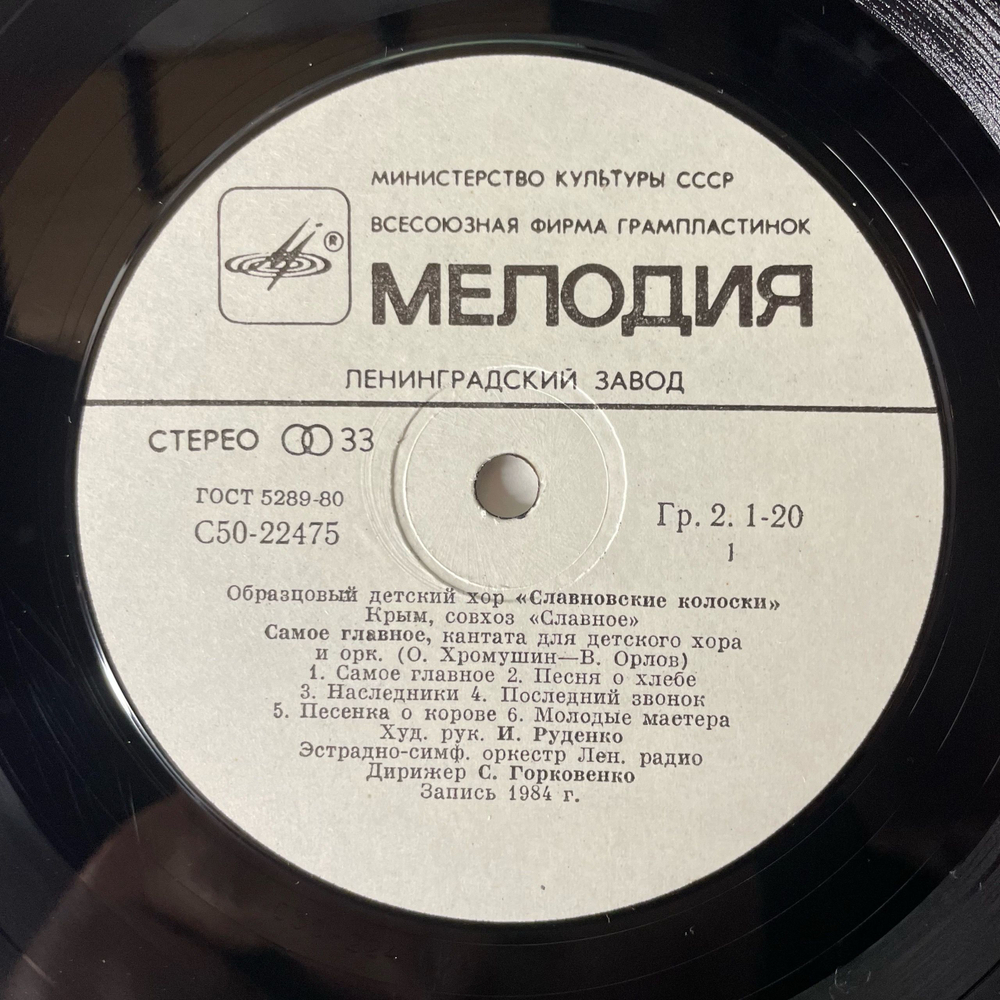 МИНИСТЕРСТВО КУЛЬТУРЫ СССР
ВСЕСОЮЗНАЯ ФИРМА ГРАМПЛАСТИНОК
®
МЕЛОДИЯ
ЛЕНИНГРАДСКИЙ ЗАВОД
СТЕРЕО 33
ГОСТ 5289-80
С50-22475
Гр. 2. 1-20
1
Образцовый детский хор «Славновские колоски»
Крым, совхоз «Славное»
Самое главное, кантата для детского хора
и орк. (О. Хромушин—В. Орлов)
1. Самое главное 2. Песня о хлебе
3. Наследники 4. Последний звонок
5. Песенка о корове 6. Молодые маетера
Худ. рук. И. Руденко
Эстрадно-симф. оркестр Лен. радио
Дирижер С. Горковенко
Запись 1984 г.